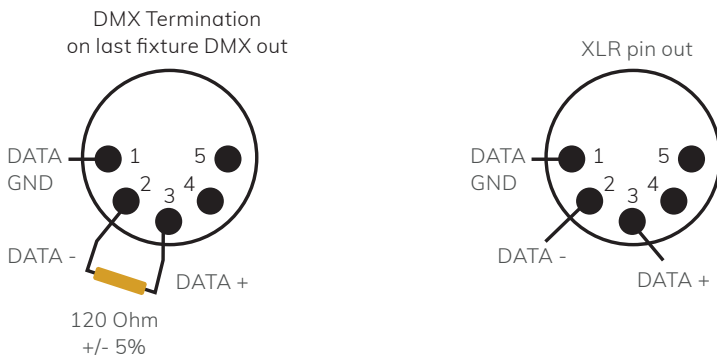 DMX Termination
on last fixture DMX out
DATA
GND
1
5
2
4
3
DATA -
DATA +
120 Ohm
+/- 5%
XLR pin out
DATA
GND
1
5
2
4
3
DATA -
DATA +